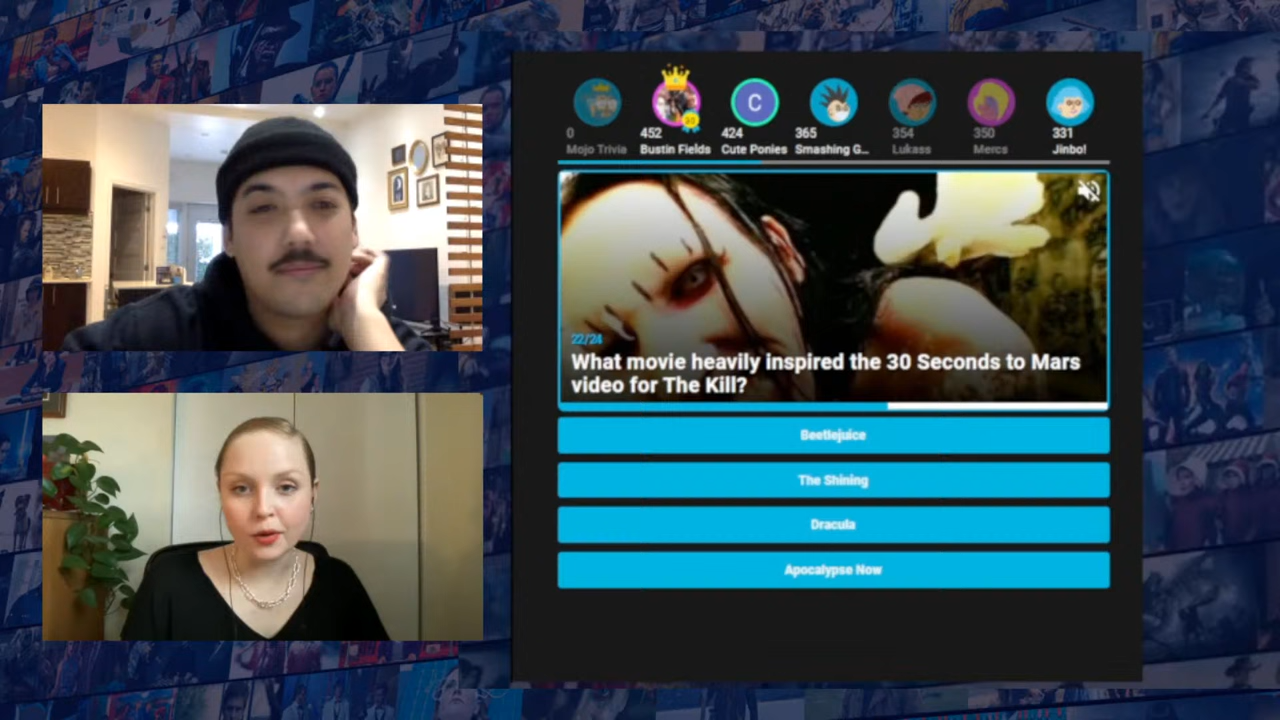 0
Mojo Trivia
452
Bustin Fields
C
424
Cute Ponies
365
Smashing G...
354
Lukass
350
Mercs
331
Jinbo!
22/24
What movie heavily inspired the 30 Seconds to Mars
video for The Kill?
Beetlejuice
The Shining
Dracula
Apocalypse Now